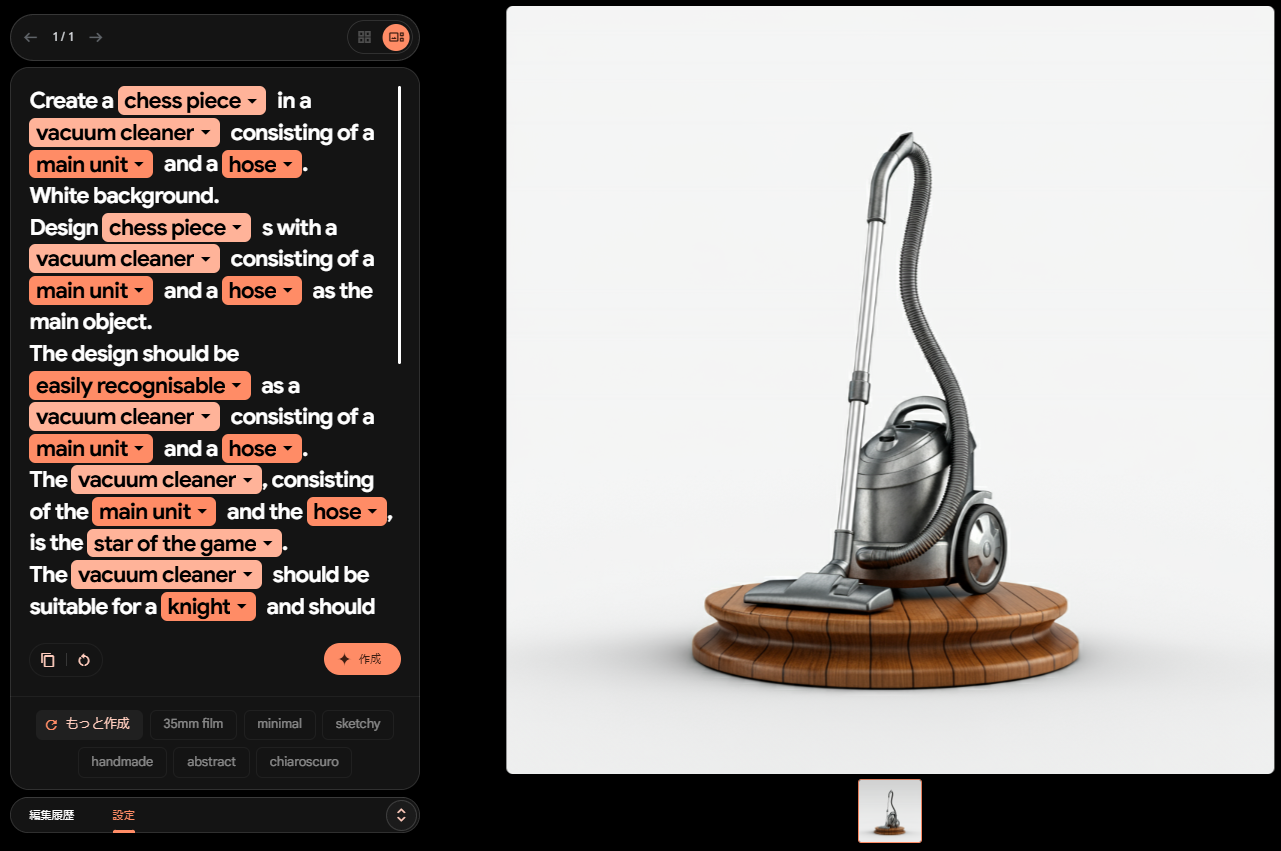 1 / 1
Create a chess piece in a
vacuum cleaner consisting of a
main unit and a hose.
White background.
Design chess piece s with a
vacuum cleaner consisting of a
main unit and a hose as the
main object.
The design should be
easily recognisable as a
vacuum cleaner consisting of a
main unit and a hose.
The vacuum cleaner, consisting
of the main unit and the hose,
is the star of the game.
The vacuum cleaner should be
suitable for a knight and should
作成
もっと作成 35mm film minimal sketchy
handmade abstract chiaroscuro
編集履歴 設定